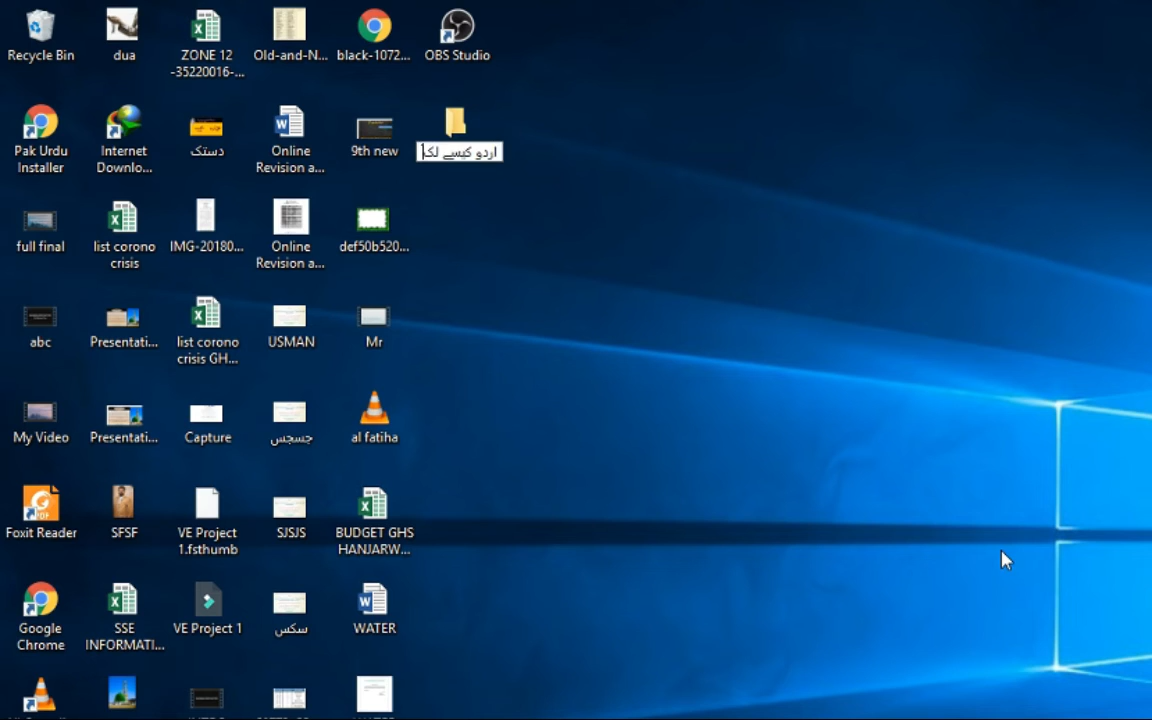 Recycle Bin
dua
ZONE 12
-35220016-...
Old-and-N...
black-1072...
OBS Studio
Pak Urdu
Installer
Internet
Downlo...
دستک
Online
Revision a...
9th new
اردو کیسے لک
full final
list corono
crisis
IMG-20180...
Online
Revision a...
def50b520...
abc
Presentati...
list corono
crisis GH...
USMAN
Mr
My Video
Presentati...
Capture
جسجس
al fatiha
Foxit Reader
SFSF
VE Project
1.fsthumb
SJSJS
BUDGET GHS
HANJARW...
Google
Chrome
SSE
INFORMATI...
VE Project 1
سکس
WATER